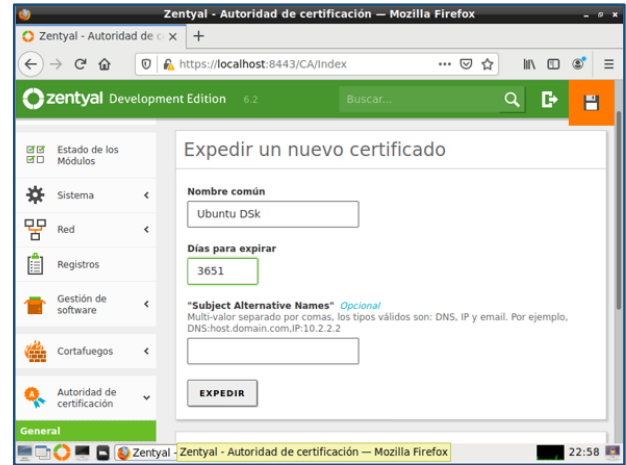 Zentyal - Autoridad de certificación — Mozilla Firefox
Zentyal - Autoridad de c
https://localhost:8443/CA/Index
zentyal Development Edition 6.2
Buscar...
Estado de los
Módulos
Sistema
Red
Registros
Gestión de
software
Cortafuegos
Autoridad de
certificación
General
Expedir un nuevo certificado
Nombre común
Ubuntu DSk
Días para expirar
3651
"Subject Alternative Names" Opcional
Multi-valor separado por comas, los tipos válidos son: DNS, IP y email. Por ejemplo,
DNS:host.domain.com,IP:10.2.2.2
EXPEDIR
Zentyal - Zentyal - Autoridad de certificación — Mozilla Firefox
22:58